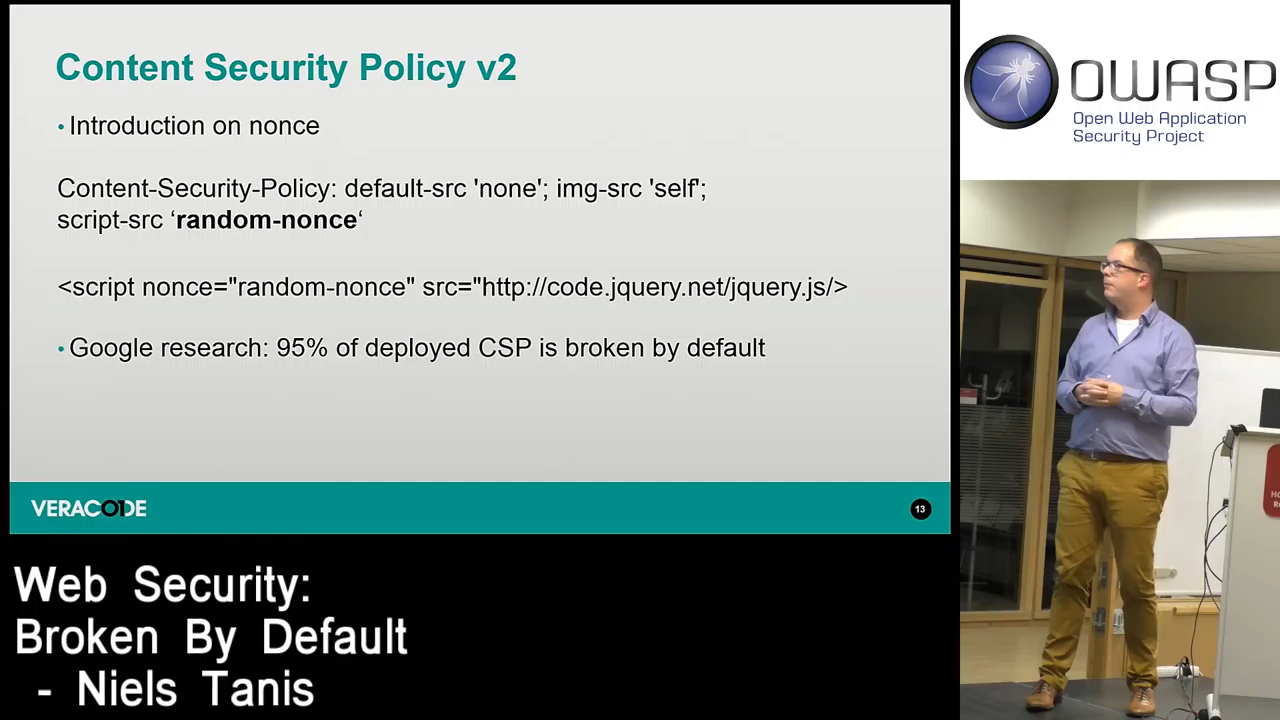 Content Security Policy v2
• Introduction on nonce
Content-Security-Policy: default-src 'none'; img-src 'self';
script-src ‘random-nonce‘
<script nonce="random-nonce" src="http://code.jquery.net/jquery.js/>
• Google research: 95% of deployed CSP is broken by default
VERACODE
13
OWASP
Open Web Application
Security Project
Web Security:
Broken By Default
- Niels Tanis